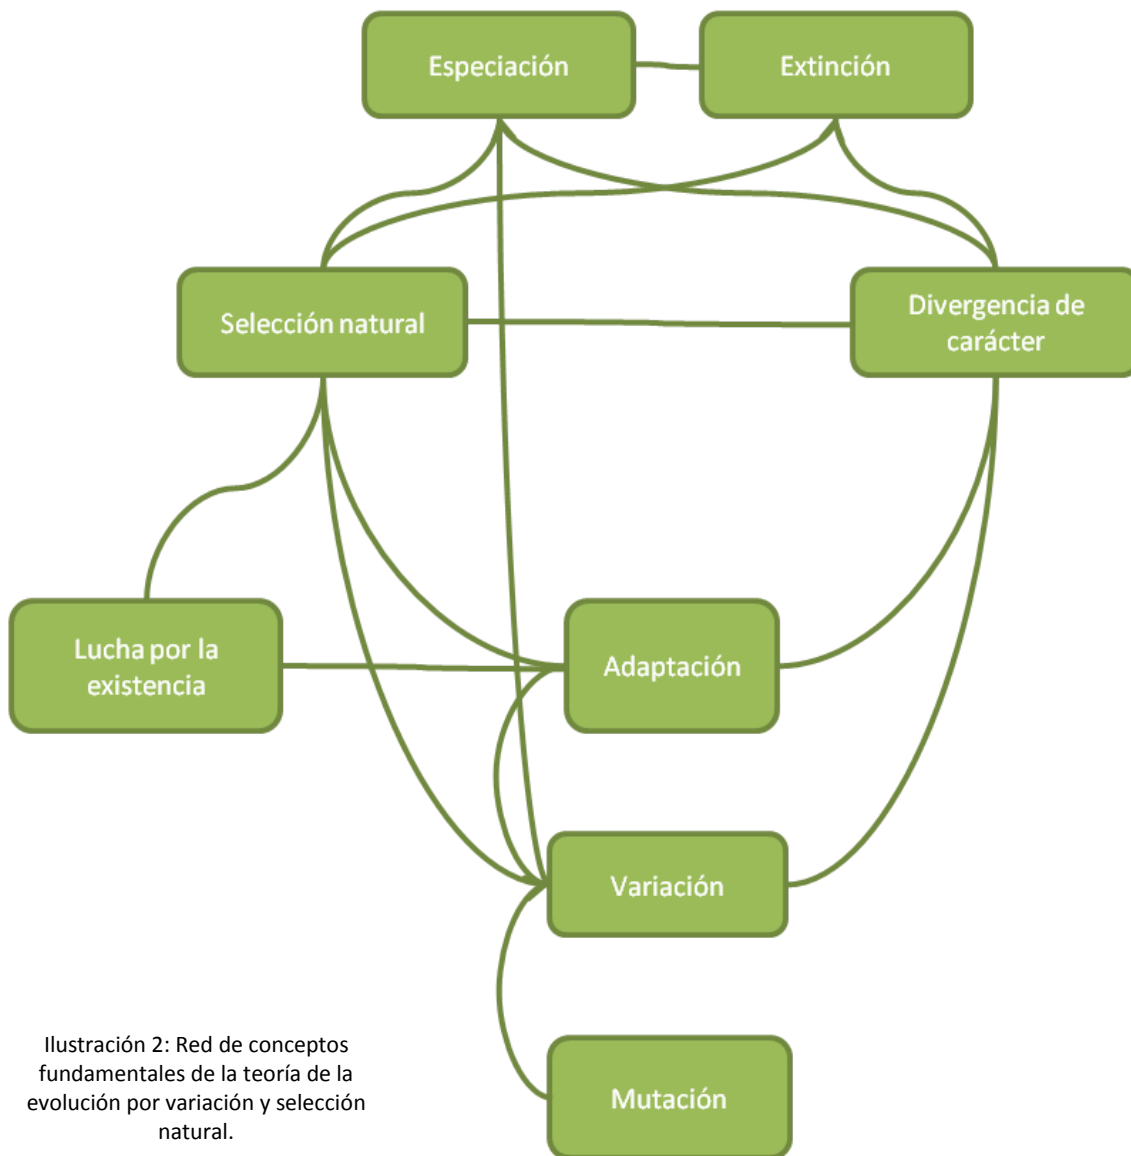 Especiación
Extinción
Selección natural
Divergencia de
carácter
Lucha por la
existencia
Adaptación
Variación
Mutación
Ilustración 2: Red de conceptos
fundamentales de la teoría de la
evolución por variación y selección
natural.